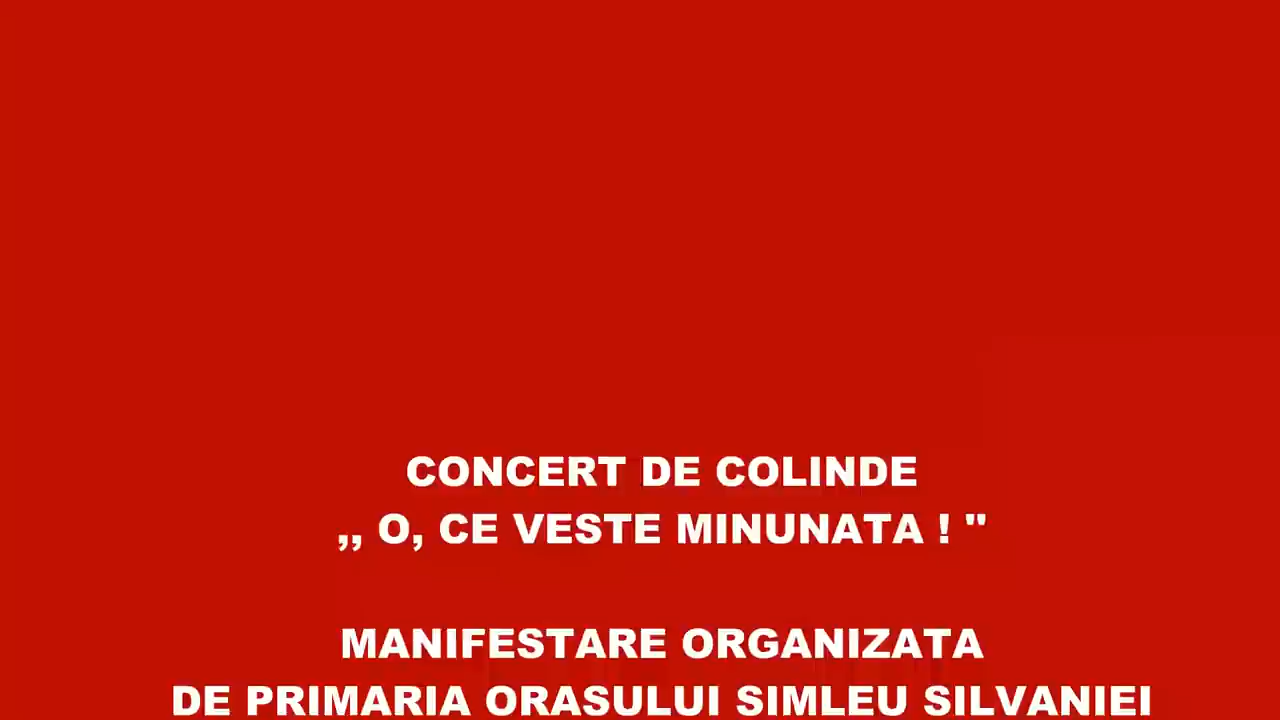 CONCERT DE COLINDE
,, O, CE VESTE MINUNATA ! "
MANIFESTARE ORGANIZATA
DE PRIMARIA ORASULUI SIMLEU SILVANIEI